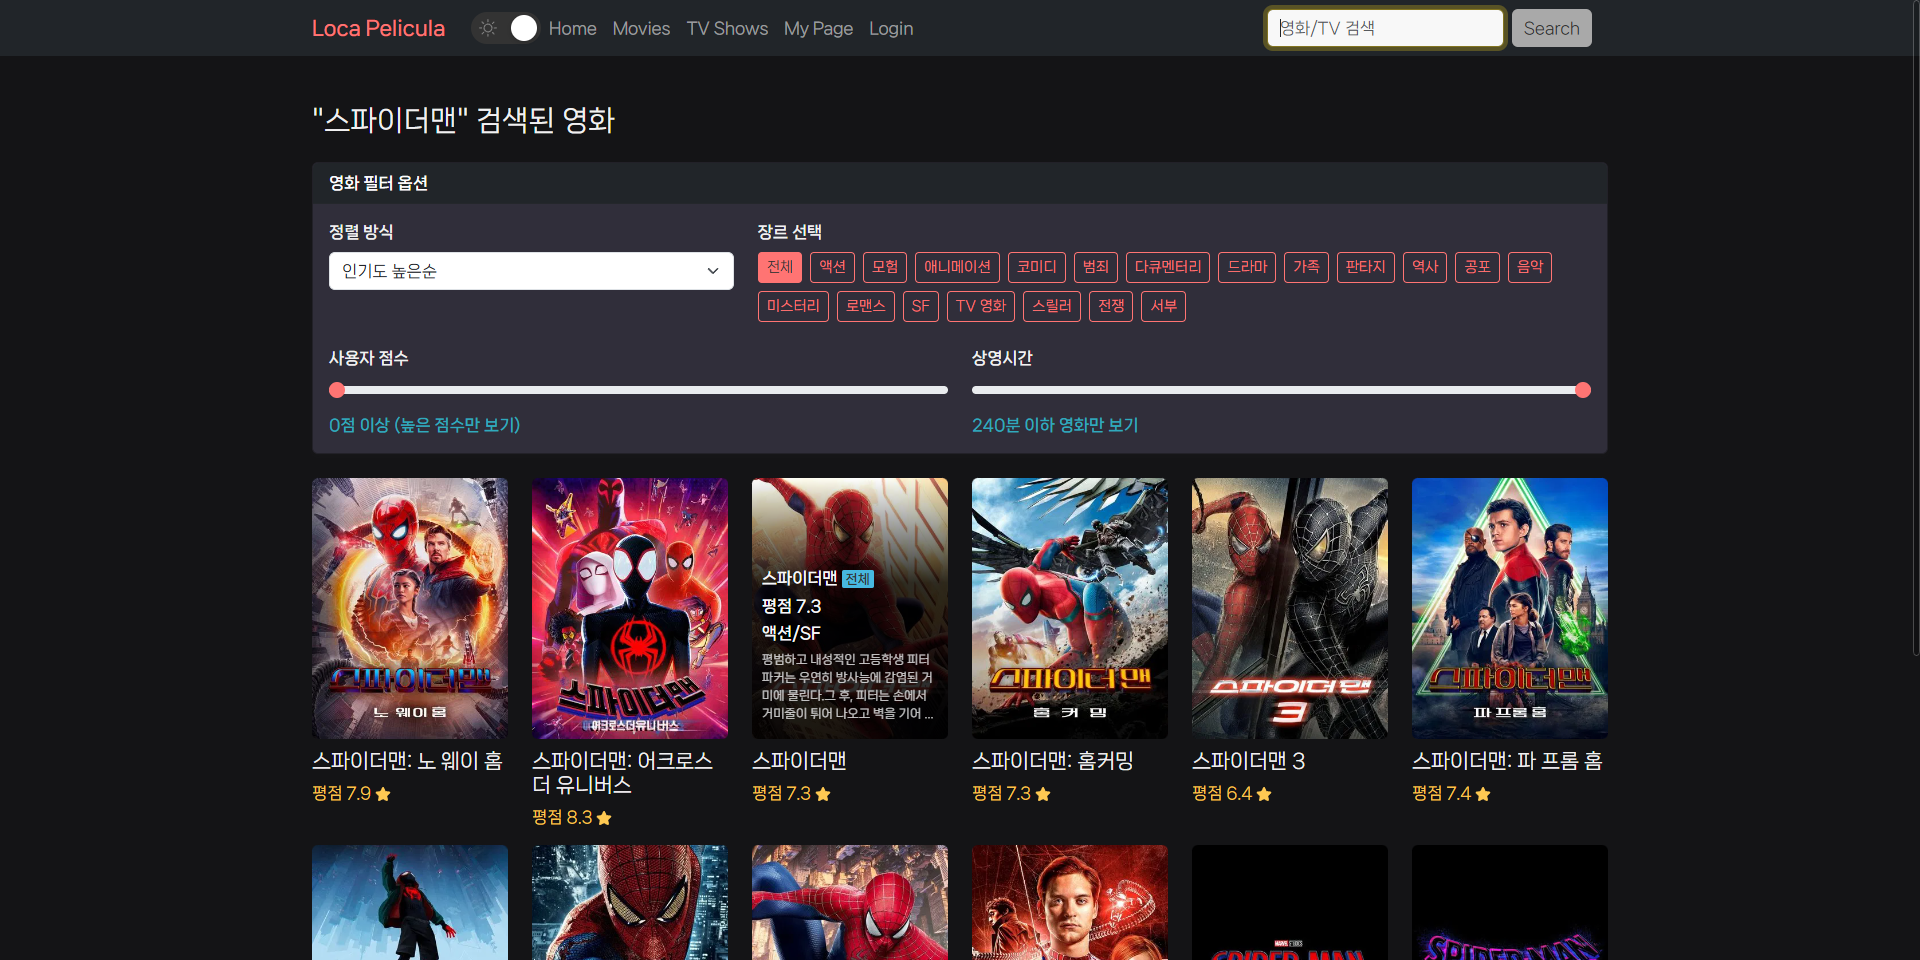 Loca Pelicula
Home Movies TV Shows My Page Login
영화/TV 검색
Search
"스파이더맨" 검색된 영화
영화 필터 옵션
정렬 방식
인기도 높은순
장르 선택
전체 액션 모험 애니메이션 코미디 범죄 다큐멘터리 드라마 가족 판타지 역사 공포 음악
미스터리 로맨스 SF TV 영화 스릴러 전쟁 서부
사용자 점수
0점 이상 (높은 점수만 보기)
상영시간
240분 이하 영화만 보기
스파이더맨
노 웨이 홈
스파이더맨: 노 웨이 홈
평점 7.9
스파이더맨
어크로스더유니버스
스파이더맨: 어크로스
더 유니버스
평점 8.3
스파이더맨 전체
평점 7.3
액션/SF
평범하고 내성적인 고등학생 피터
파커는 우연히 방사능에 감염된 거
미에 물린다.그 후, 피터는 손에서
거미줄이 튀어 나오고 벽을 기어 ...
스파이더맨
평점 7.3
스파이더맨
홈 커 밍
스파이더맨: 홈커밍
평점 7.3
스파이더맨
3
스파이더맨 3
평점 6.4
스파이더맨
파 프롬 홈
스파이더맨: 파 프롬 홈
평점 7.4
MARVEL STUDIOS
SPIDER-MAN
SPIDER-MAN